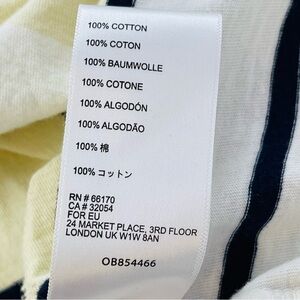 100% COTTON
100% COTON
100% BAUMWOLLE
100% COTONE
100% ALGODÓN
100% ALGODÃO
100% 棉
100% コットン
RN # 66170
CA # 32054
FOR EU
24 MARKET PLACE, 3RD FLOOR
LONDON UK W1W 8AN
OB854466